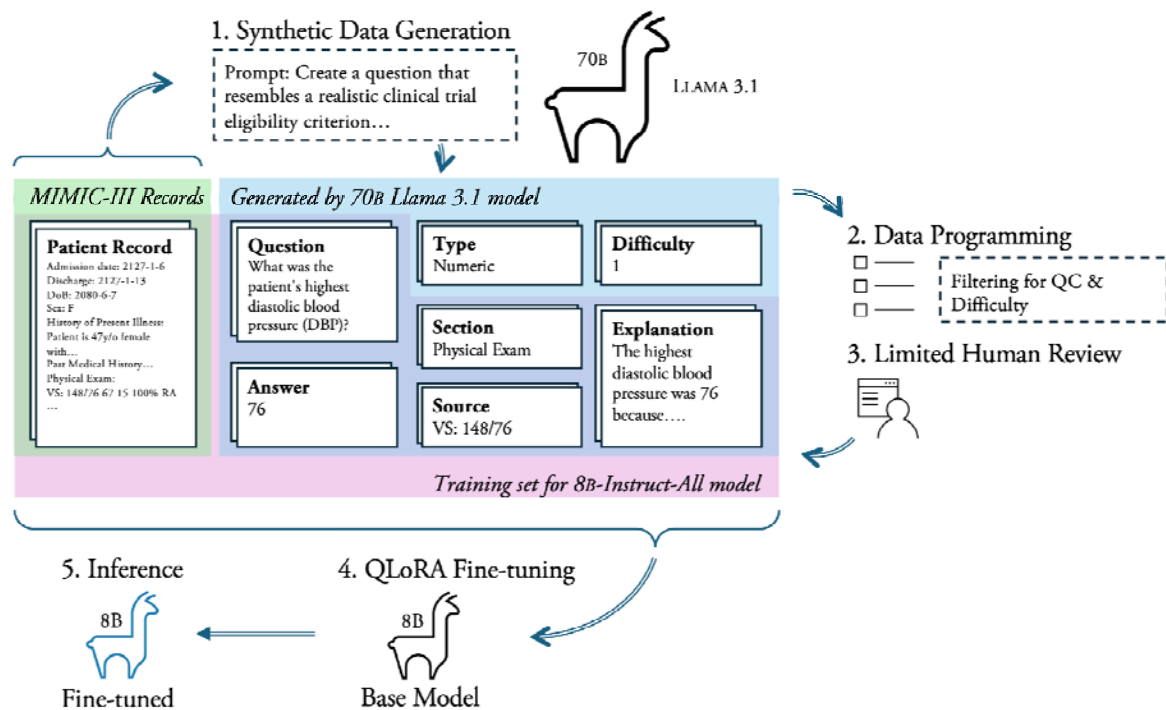 1. Synthetic Data Generation
Prompt: Create a question that
resembles a realistic clinical trial
eligibility criterion…
70B
LLAMA 3.1
MIMIC-III Records
Generated by 70B Llama 3.1 model
Patient Record
Admission date: 2127-1-6
Discharge: 2127-1-13
DoB: 2080-6-7
Sex: F
History of Present Illness:
Patient is 47y/o female
with…
Past Medical History…
Physical Exam:
VS: 148/76 67 15 100% RA
…
Question
What was the
patient's highest
diastolic blood
pressure (DBP)?
Answer
76
Type
Numeric
Difficulty
1
Section
Physical Exam
Source
VS: 148/76
Explanation
The highest
diastolic blood
pressure was 76
because….
Training set for 8B-Instruct-All model
2. Data Programming
Filtering for QC &
Difficulty
3. Limited Human Review
4. QLoRA Fine-tuning
8B
Base Model
5. Inference
8B
Fine-tuned